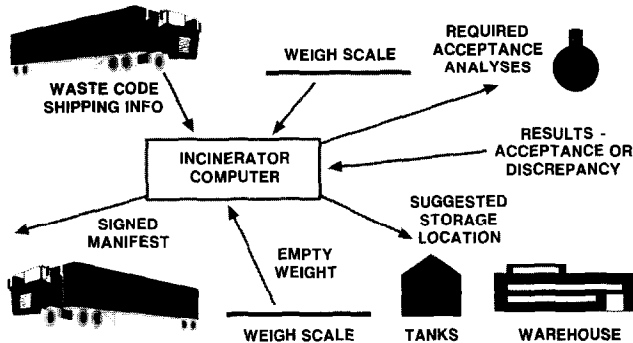 WEIGH SCALE
REQUIRED
ACCEPTANCE
ANALYSES
WASTE CODE
SHIPPING INFO
INCINERATOR
COMPUTER
RESULTS -
ACCEPTANCE OR
DISCREPANCY
SIGNED
MANIFEST
EMPTY
WEIGHT
SUGGESTED
STORAGE
LOCATION
WEIGH SCALE
TANKS
WAREHOUSE